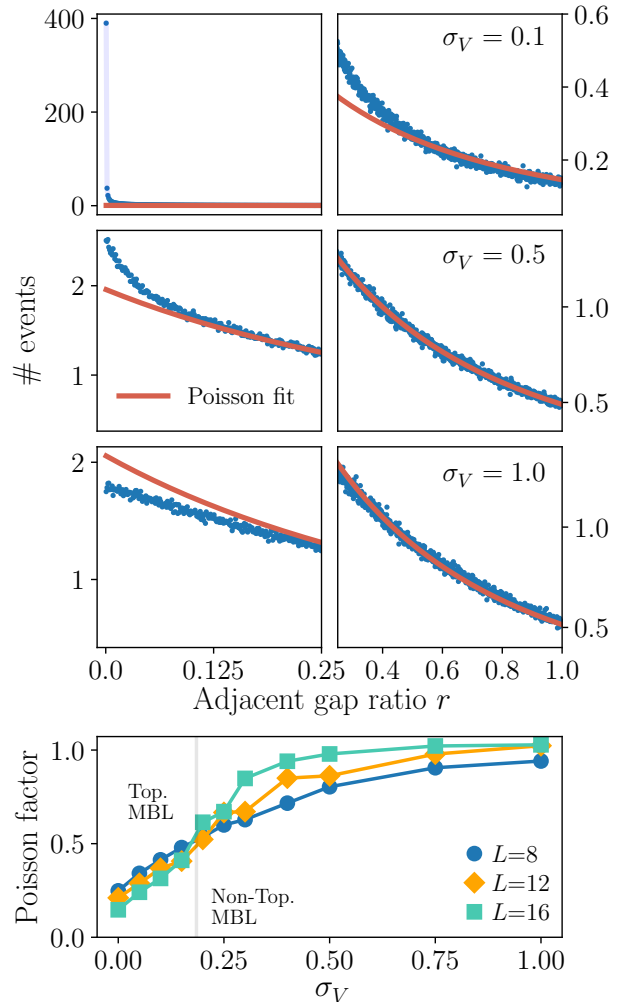 400
200
0
σ_V = 0.1
0.6
0.4
0.2
# events
2
1
Poisson fit
σ_V = 0.5
1.0
0.5
2
1
σ_V = 1.0
1.0
0.5
0.0 0.125 0.25 0.4 0.6 0.8 1.0
Adjacent gap ratio r
Poisson factor
1.0
0.5
0.0
Top.
MBL
Non-Top.
MBL
L=8
L=12
L=16
0.00 0.25 0.50 0.75 1.00
σ_V